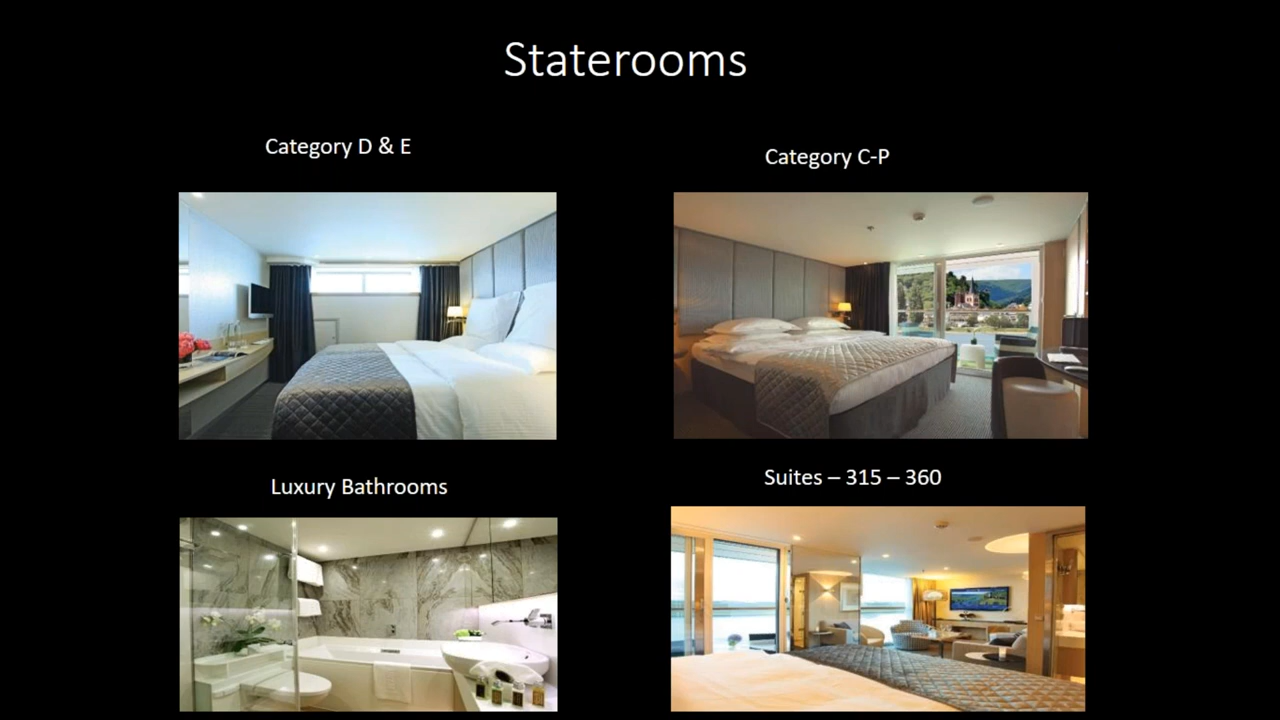 Staterooms
Category D & E
Category C-P
Luxury Bathrooms
Suites – 315 – 360